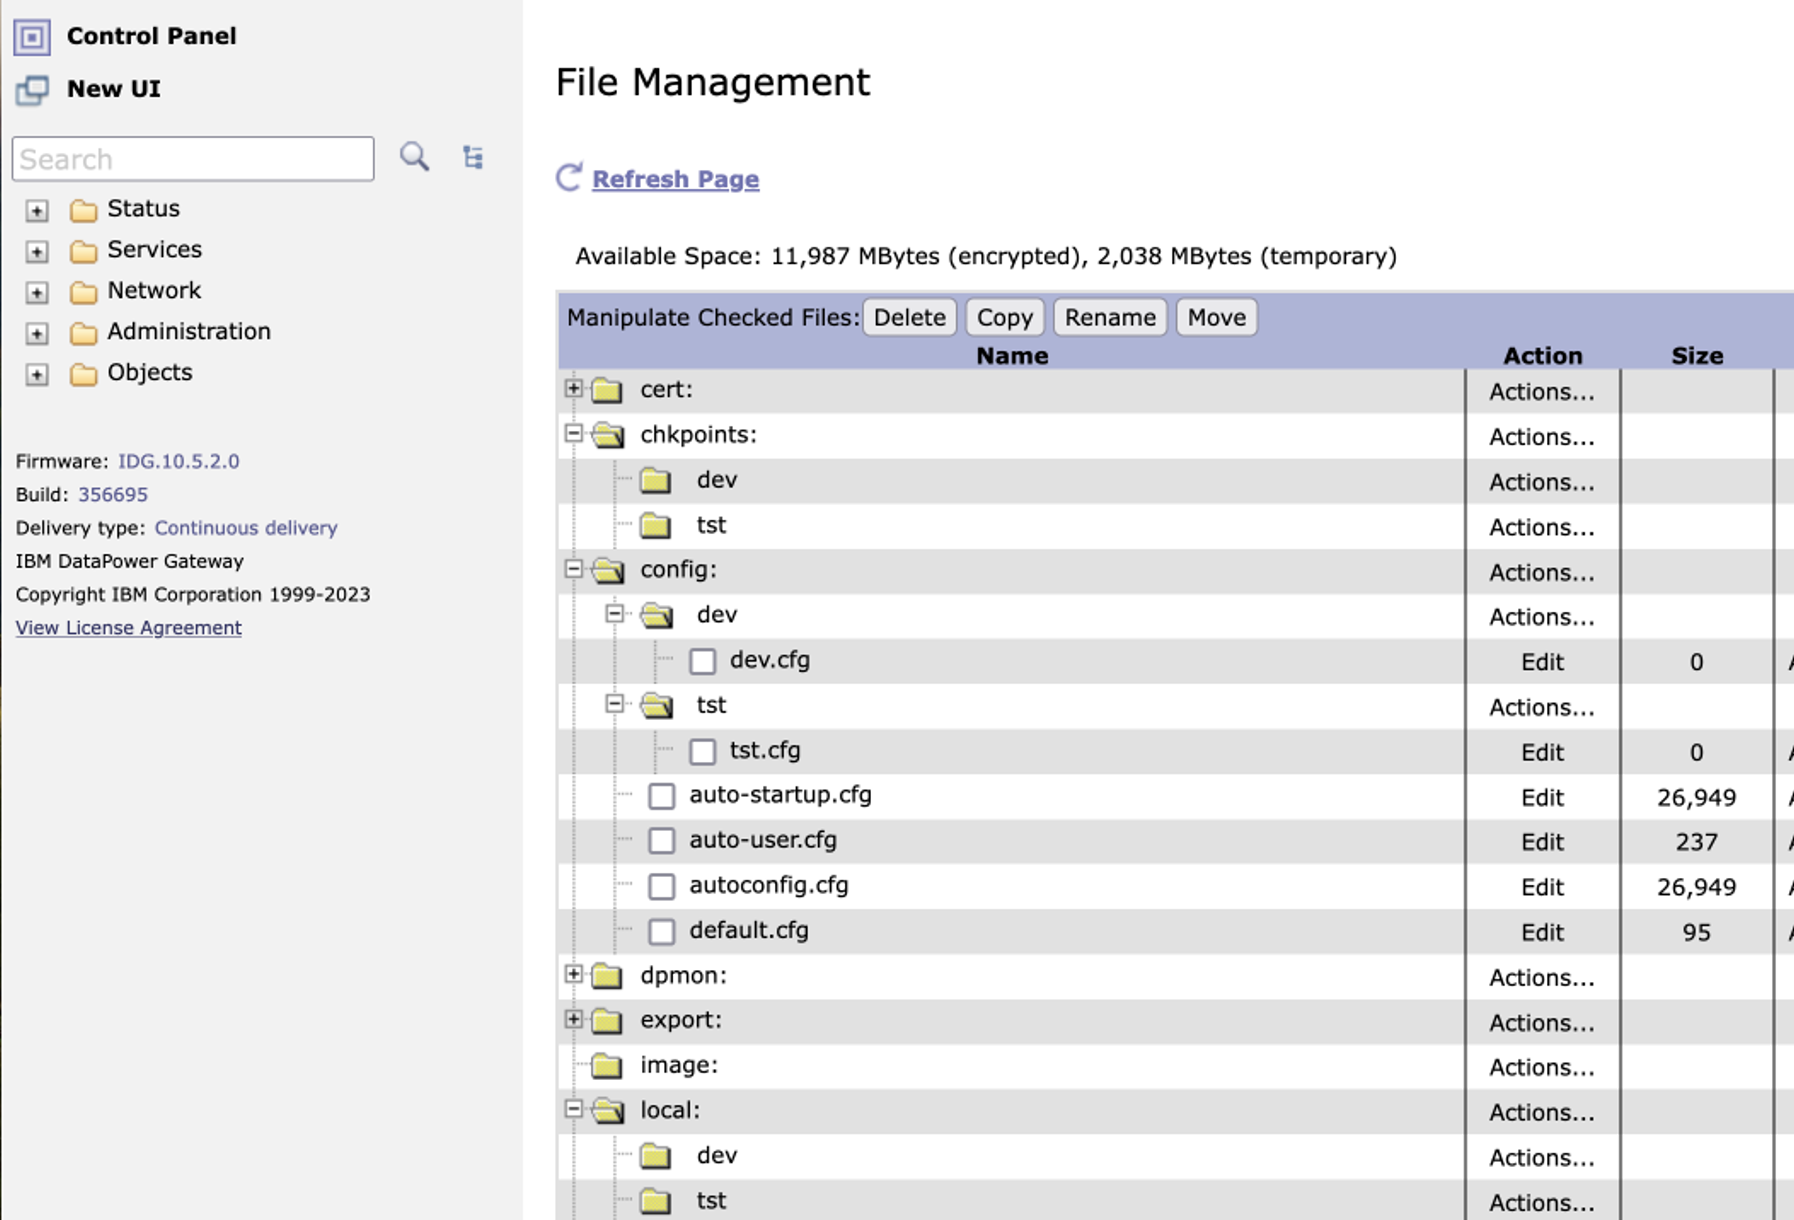 Control Panel
New UI
Search
Status
Services
Network
Administration
Objects
Firmware: IDG.10.5.2.0
Build: 356695
Delivery type: Continuous delivery
IBM DataPower Gateway
Copyright IBM Corporation 1999-2023
View License Agreement
File Management
Refresh Page
Available Space: 11,987 MBytes (encrypted), 2,038 MBytes (temporary)
Manipulate Checked Files: Delete Copy Rename Move
Name Action Size
cert: Actions...
chkpoints: Actions...
dev Actions...
tst Actions...
config: Actions...
dev Actions...
dev.cfg Edit 0
tst Actions...
tst.cfg Edit 0
auto-startup.cfg Edit 26,949
auto-user.cfg Edit 237
autoconfig.cfg Edit 26,949
default.cfg Edit 95
dpmon: Actions...
export: Actions...
image: Actions...
local: Actions...
dev Actions...
tst Actions...